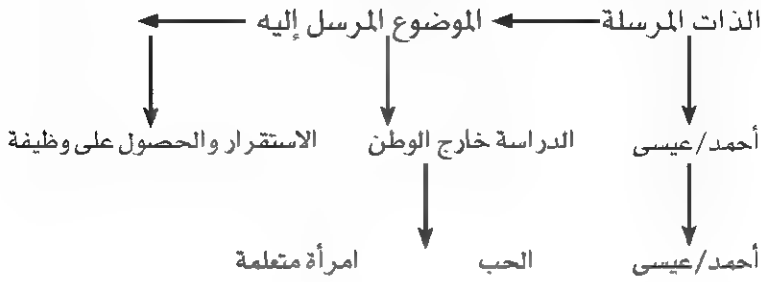 الذات المرسلة الموضوع المرسل إليه
أحمد/عيسى الدراسة خارج الوطن الاستقرار والحصول على وظيفة
أحمد/عيسى الحب امرأة متعلمة